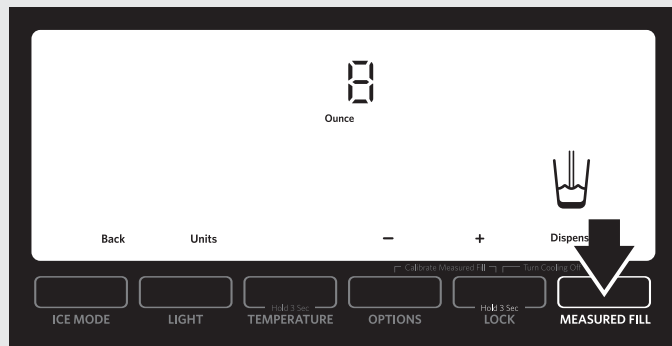 8
Ounce
Back Units – + Dispens
Calibrate Measured Fill Turn Cooling Off
Hold 3 Sec Hold 3 Sec
ICE MODE LIGHT TEMPERATURE OPTIONS LOCK MEASURED FILL